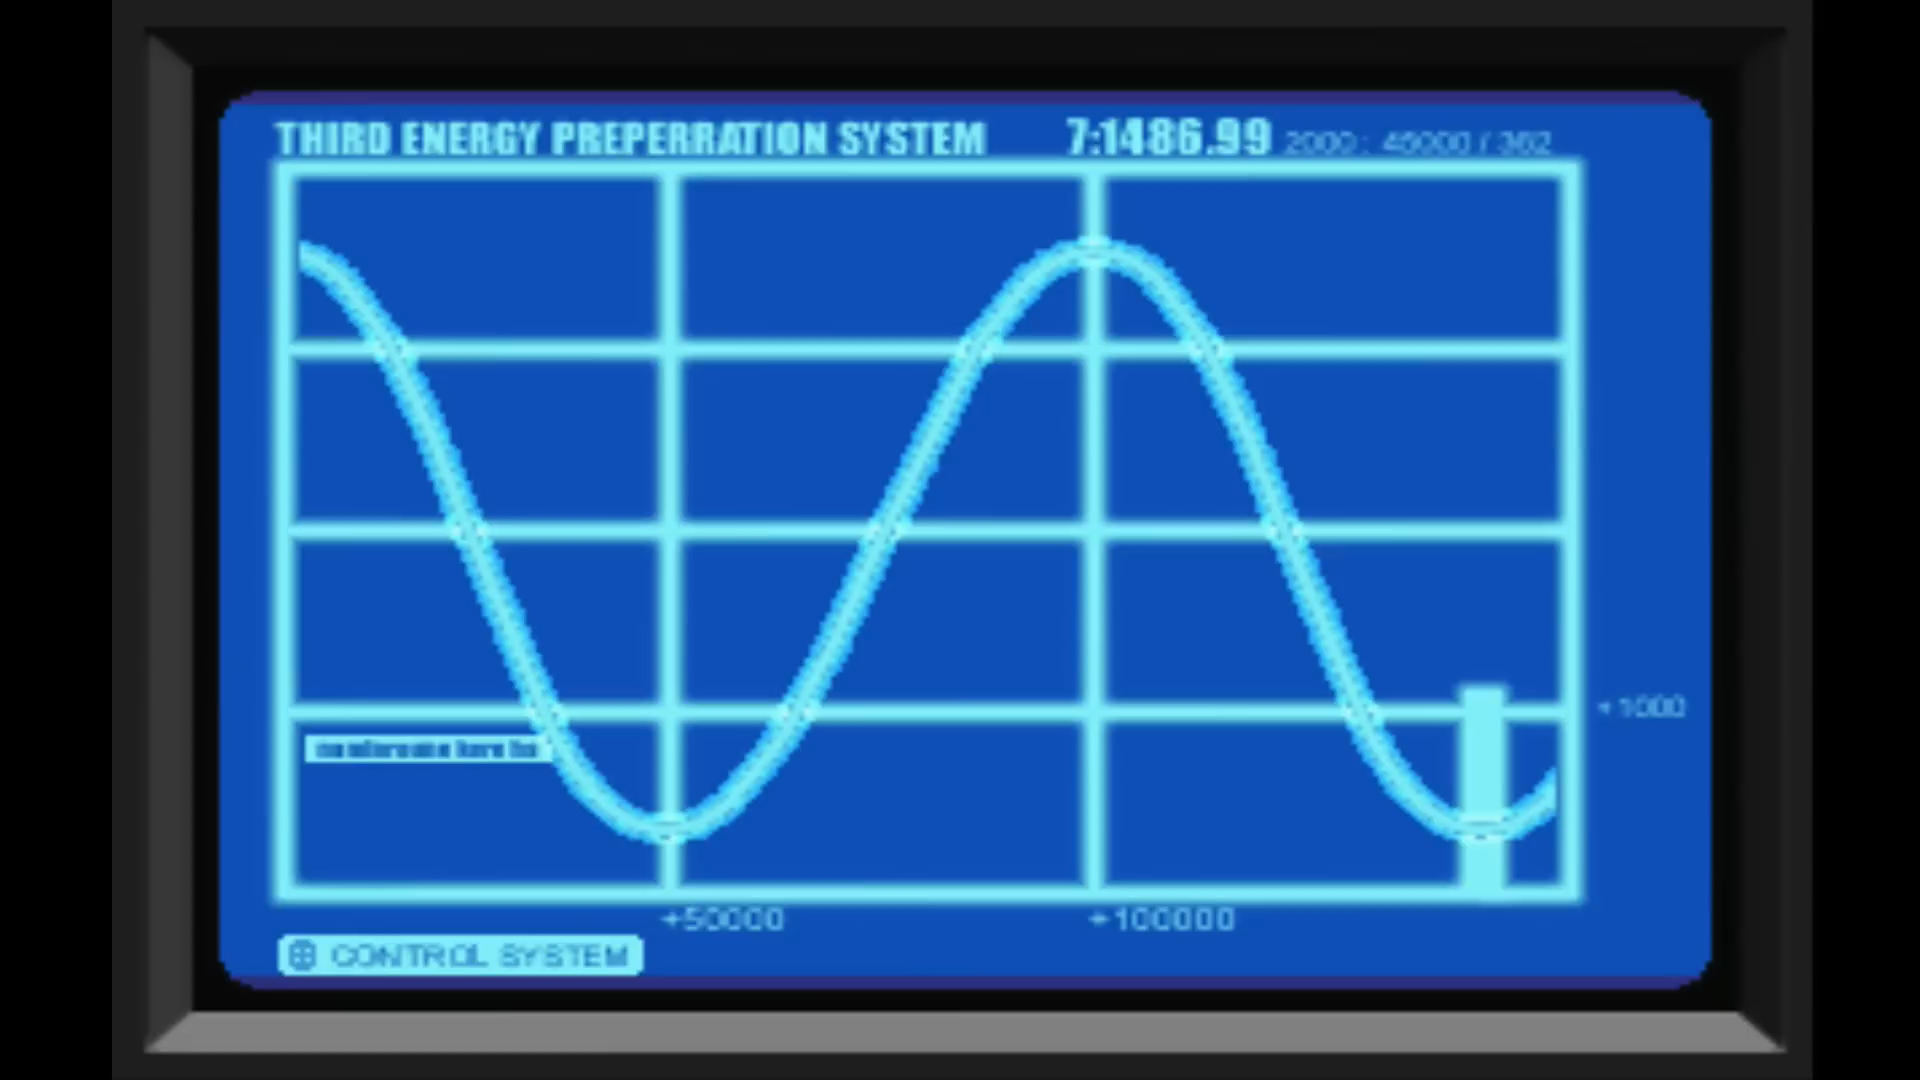 THIRD ENERGY PREPERRATION SYSTEM 7:1486.99 2000 : 45000 / 362
+1000
+50000 +100000
CONTROL SYSTEM